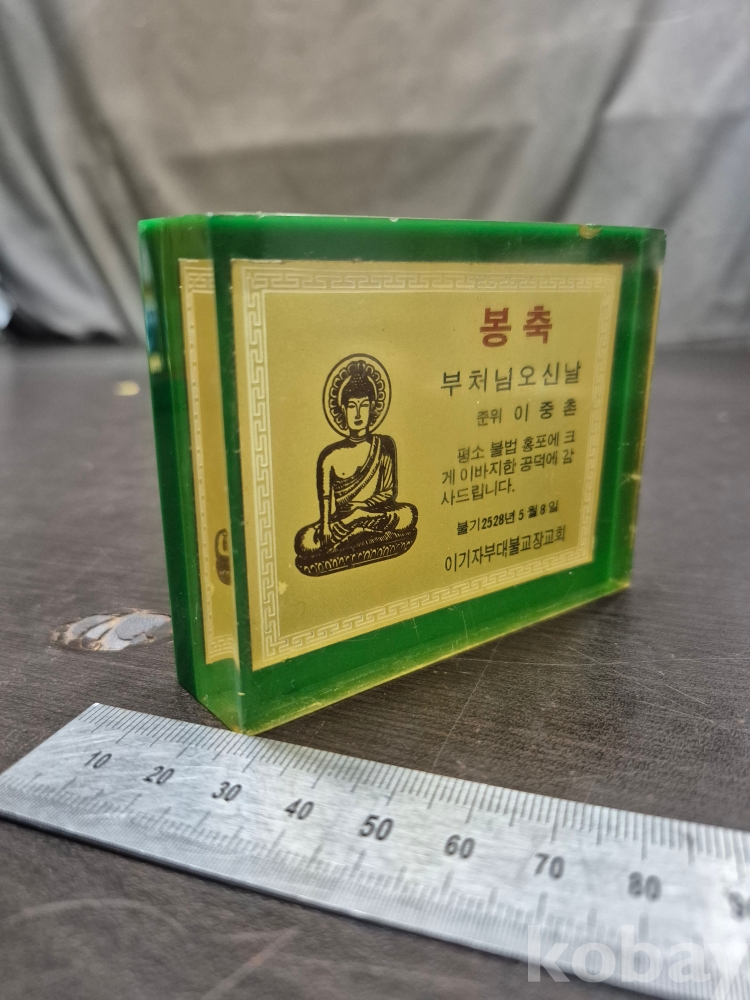 봉축
부처님오신날
준위 이중촌
평소 불법 홍포에 크
게 이바지한 공덕에 감
사드립니다.
불기2528년 5월 8일
이기자부대불교장교회
10 20 30 40 50 60 70 80
kobay